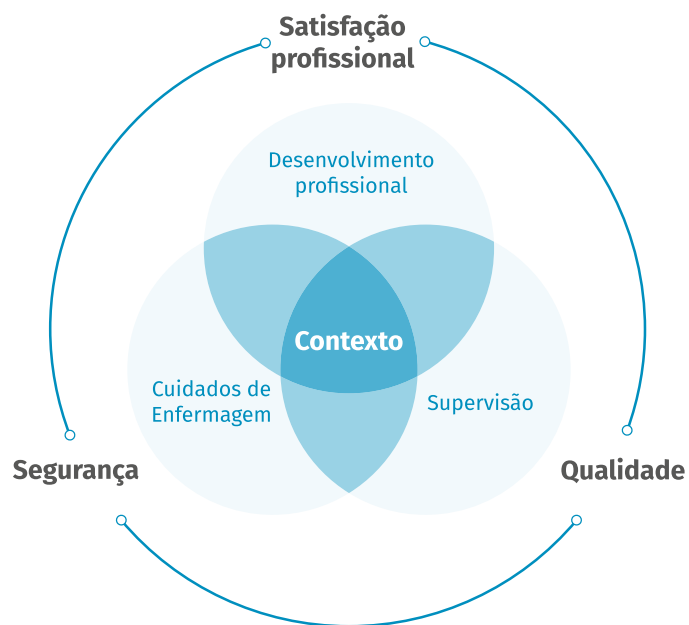 Satisfação
profissional
Desenvolvimento
profissional
Contexto
Cuidados de
Enfermagem
Supervisão
Segurança
Qualidade